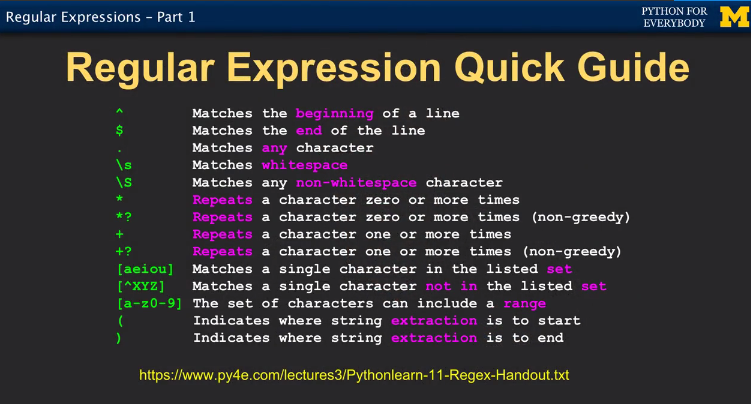 Regular Expressions – Part 1
PYTHON FOR
EVERYBODY
M
Regular Expression Quick Guide
^ Matches the beginning of a line
$ Matches the end of the line
. Matches any character
\s Matches whitespace
\S Matches any non-whitespace character
* Repeats a character zero or more times
*? Repeats a character zero or more times (non-greedy)
+ Repeats a character one or more times
+? Repeats a character one or more times (non-greedy)
[aeiou] Matches a single character in the listed set
[^XYZ] Matches a single character not in the listed set
[a-z0-9] The set of characters can include a range
( Indicates where string extraction is to start
) Indicates where string extraction is to end
https://www.py4e.com/lectures3/Pythonlearn-11-Regex-Handout.txt